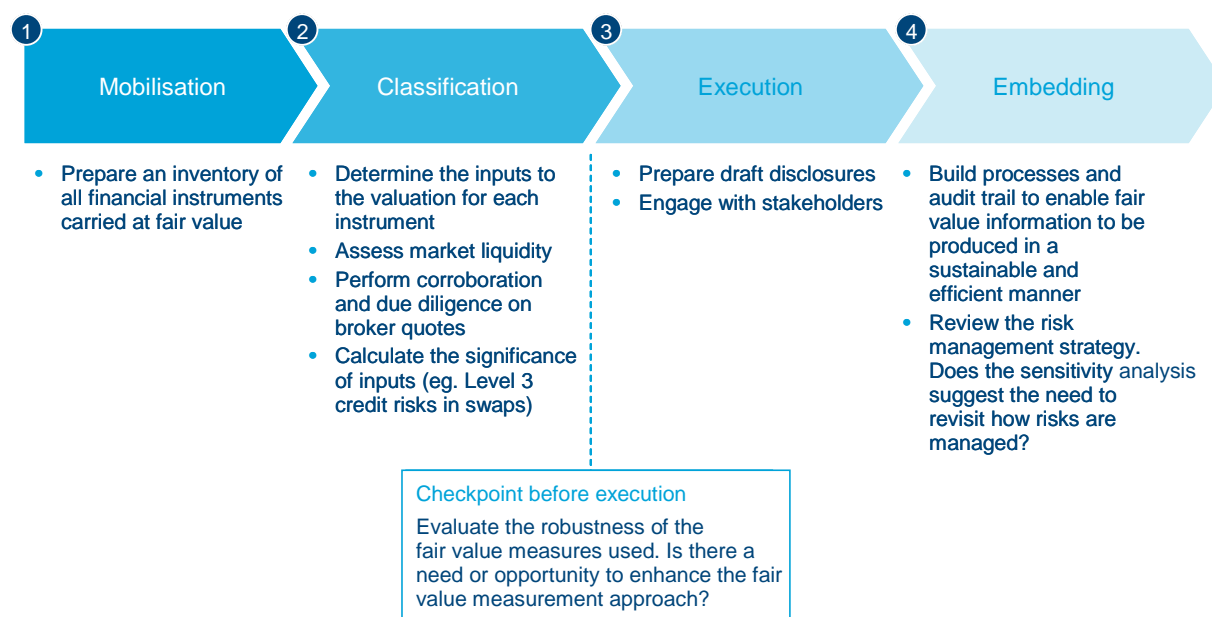 1
Mobilisation
2
Classification
3
Execution
4
Embedding
• Prepare an inventory of
all financial instruments
carried at fair value
• Determine the inputs to
the valuation for each
instrument
• Assess market liquidity
• Perform corroboration
and due diligence on
broker quotes
• Calculate the significance
of inputs (eg. Level 3
credit risks in swaps)
• Prepare draft disclosures
• Engage with stakeholders
• Build processes and
audit trail to enable fair
value information to be
produced in a
sustainable and
efficient manner
• Review the risk
management strategy.
Does the sensitivity analysis
suggest the need to
revisit how risks are
managed?
Checkpoint before execution
Evaluate the robustness of the
fair value measures used. Is there a
need or opportunity to enhance the fair
value measurement approach?